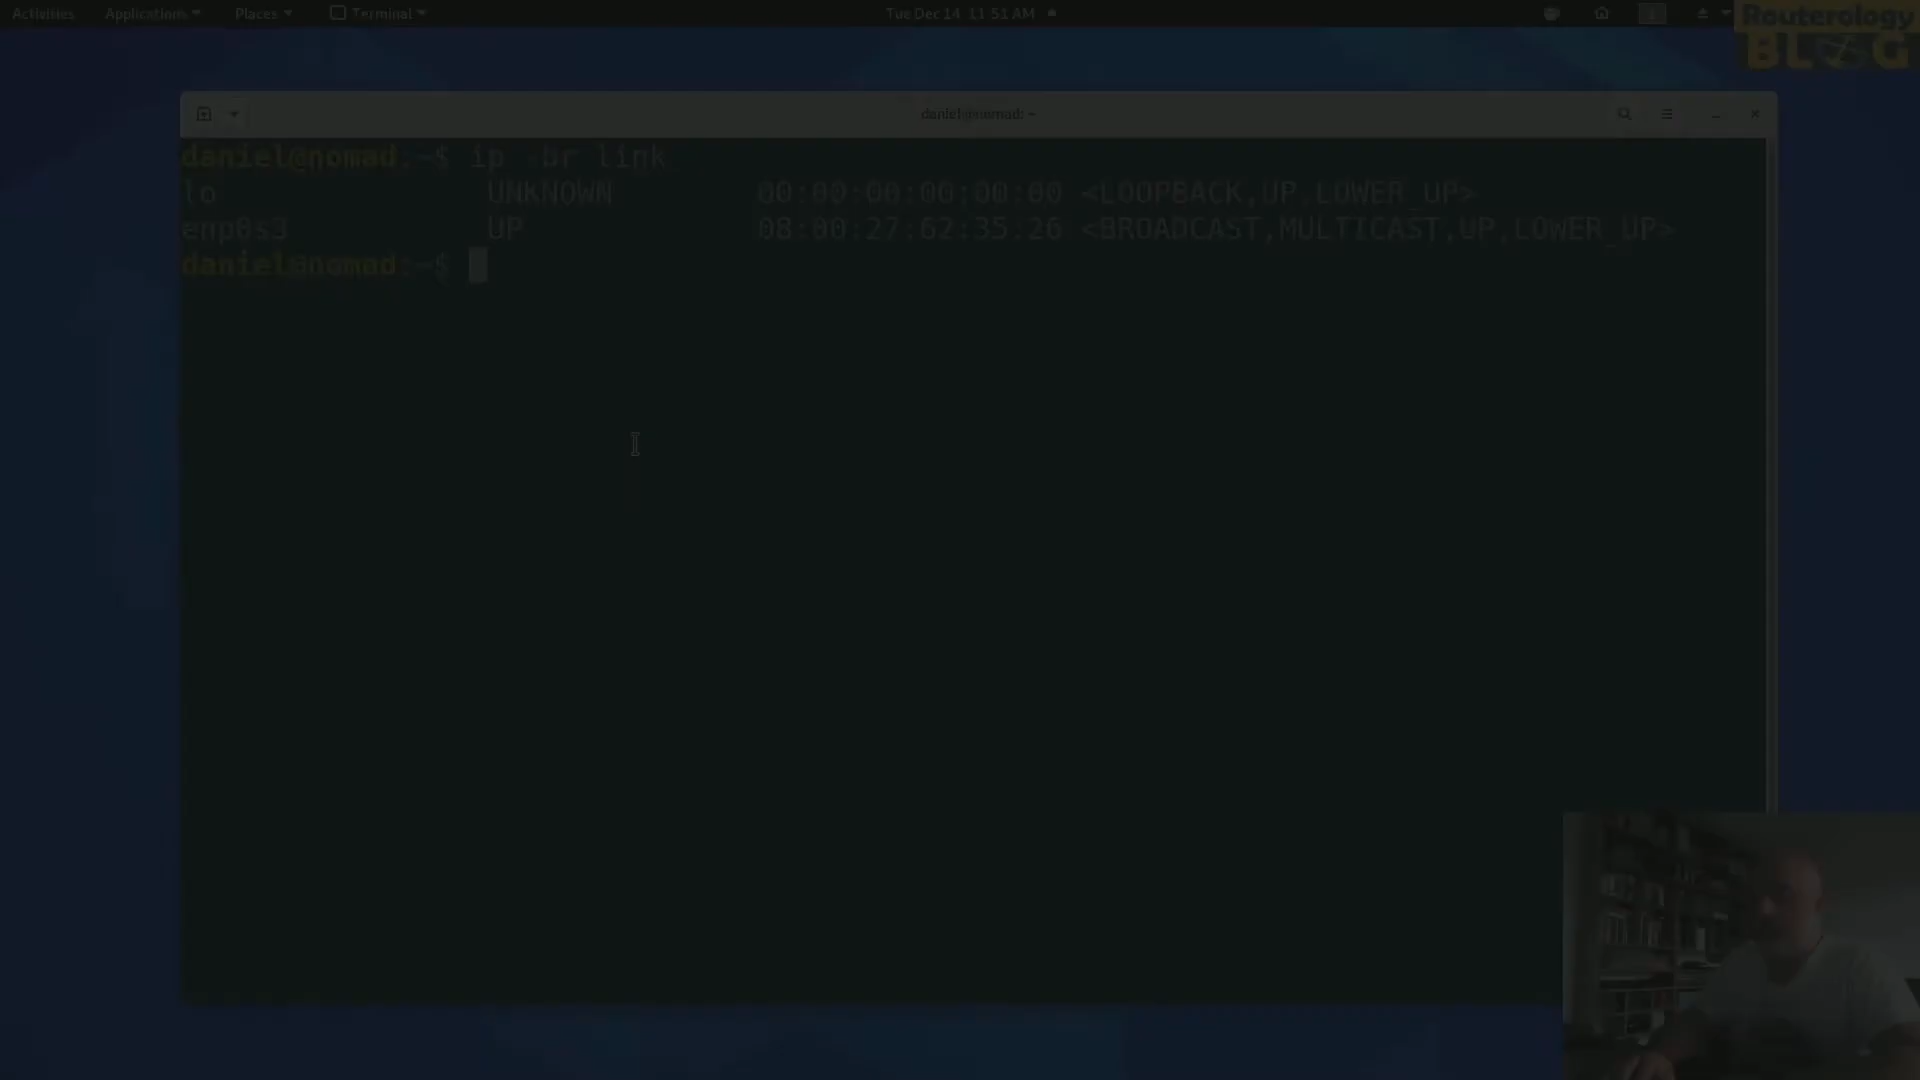 Activities Applications Places Terminal Tue Dec 14 11:51 AM
Routerology
BLOG
daniel@nomad: ~
daniel@nomad:~$ ip -br link
lo UNKNOWN 00:00:00:00:00:00 <LOOPBACK,UP,LOWER_UP>
enp0s3 UP 08:00:27:62:35:26 <BROADCAST,MULTICAST,UP,LOWER_UP>
daniel@nomad:~$